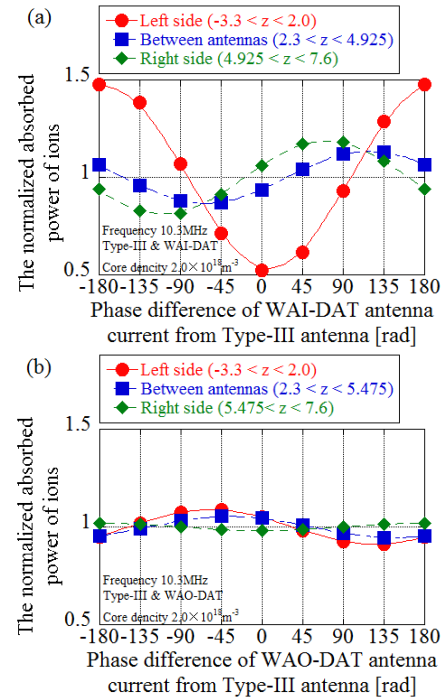 (a)
Left side (-3.3 < z < 2.0)
Between antennas (2.3 < z < 4.925)
Right side (4.925 < z < 7.6)
The normalized absorbed
power of ions
1.5
1
0.5
Frequency 10.3MHz
Type-III & WAI-DAT
Core dencity 2.0×10¹⁸m⁻³
-180 -135 -90 -45 0 45 90 135 180
Phase difference of WAI-DAT antenna
current from Type-III antenna [rad]
(b)
Left side (-3.3 < z < 2.0)
Between antennas (2.3 < z < 5.475)
Right side (5.475< z < 7.6)
The normalized absorbed
power of ions
1.5
1
0.5
Frequency 10.3MHz
Type-III & WAO-DAT
Core dencity 2.0×10¹⁸m⁻³
-180 -135 -90 -45 0 45 90 135 180
Phase difference of WAO-DAT antenna
current from Type-III antenna [rad]